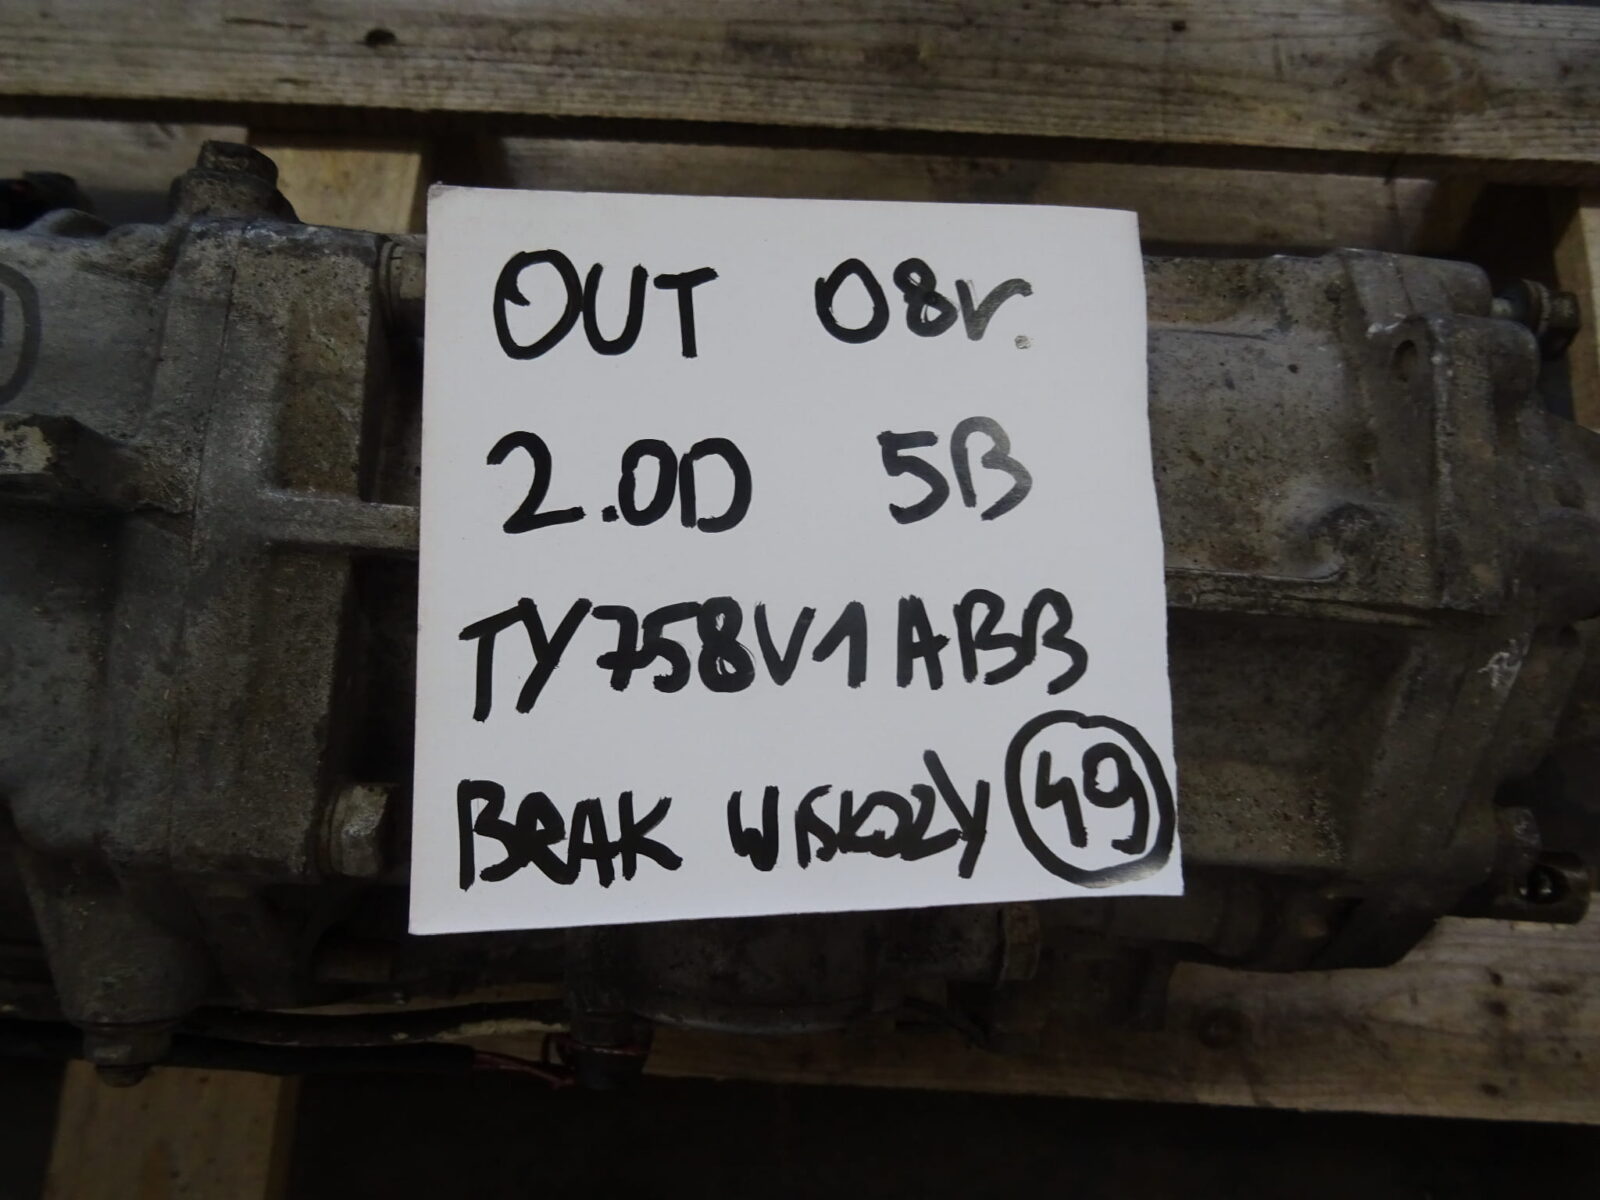 OUT 08r.
2.0D 5B
TY758V1ABB
BRAK WISKOZY 49